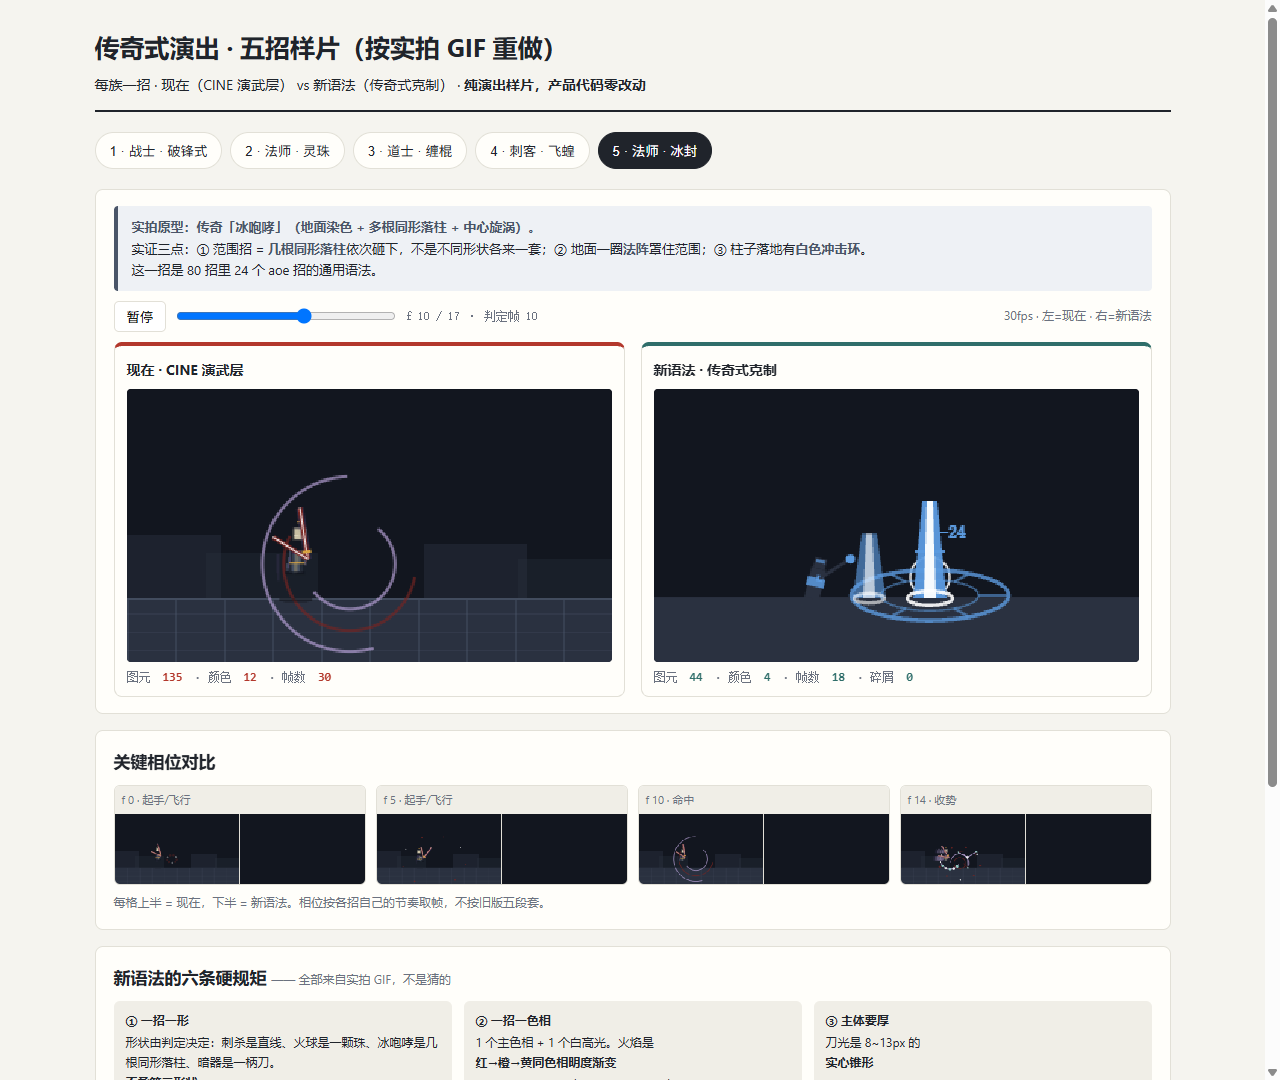 传奇式演出 · 五招样片（按实拍 GIF 重做）
每族一招 · 现在（CINE 演武层） vs 新语法（传奇式克制） · 纯演出样片，产品代码零改动
1 · 战士 · 破锋式
2 · 法师 · 灵珠
3 · 道士 · 缠棍
4 · 刺客 · 飞蝗
5 · 法师 · 冰封
实拍原型：传奇「冰咆哮」（地面染色 + 多根同形落柱 + 中心旋涡）。
实证三点：① 范围招 = 几根同形落柱依次砸下，不是不同形状各来一套；② 地面一圈法阵罩住范围；③ 柱子落地有白色冲击环。
这一招是 80 招里 24 个 aoe 招的通用语法。
暂停
f 10 / 17 · 判定帧 10
30fps · 左=现在 · 右=新语法
现在 · CINE 演武层
新语法 · 传奇式克制
-24
图元 135 · 颜色 12 · 帧数 30
图元 44 · 颜色 4 · 帧数 18 · 碎屑 0
关键相位对比
f 0 · 起手/飞行
f 5 · 起手/飞行
f 10 · 命中
f 14 · 收势
每格上半 = 现在，下半 = 新语法。相位按各招自己的节奏取帧，不按旧版五段套。
新语法的六条硬规矩 —— 全部来自实拍 GIF，不是猜的
① 一招一形
形状由判定决定：刺杀是直线、火球是一颗珠、冰咆哮是几
根同形落柱、暗器是一柄刀。
② 一招一色相
1 个主色相 + 1 个白高光。火焰是
红→橙→黄同色相明度渐变
③ 主体要厚
刀光是 8~13px 的
实心锥形